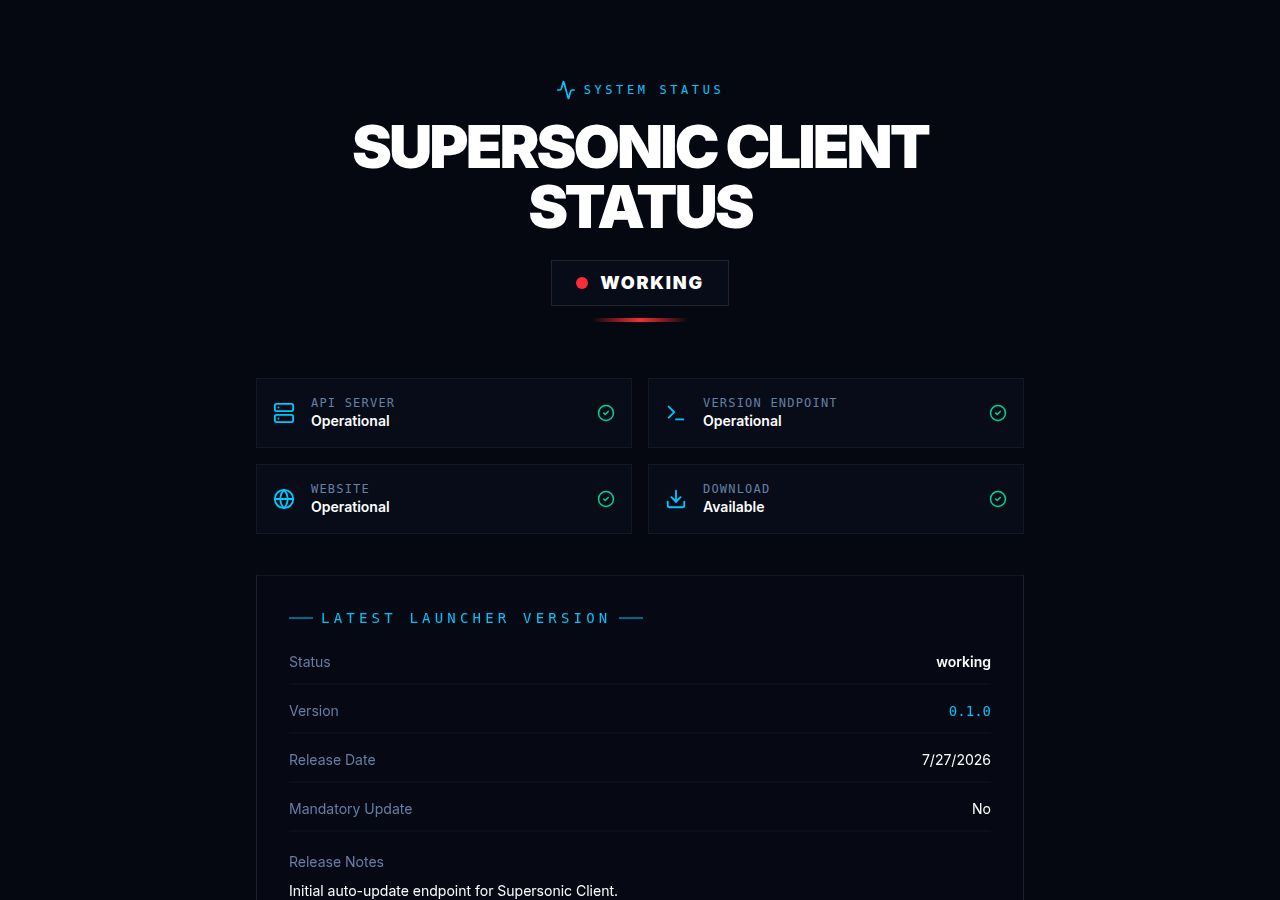 SYSTEM STATUS
SUPERSONIC CLIENT
STATUS
WORKING
API SERVER
Operational
VERSION ENDPOINT
Operational
WEBSITE
Operational
DOWNLOAD
Available
LATEST LAUNCHER VERSION
Status working
Version 0.1.0
Release Date 7/27/2026
Mandatory Update No
Release Notes
Initial auto-update endpoint for Supersonic Client.